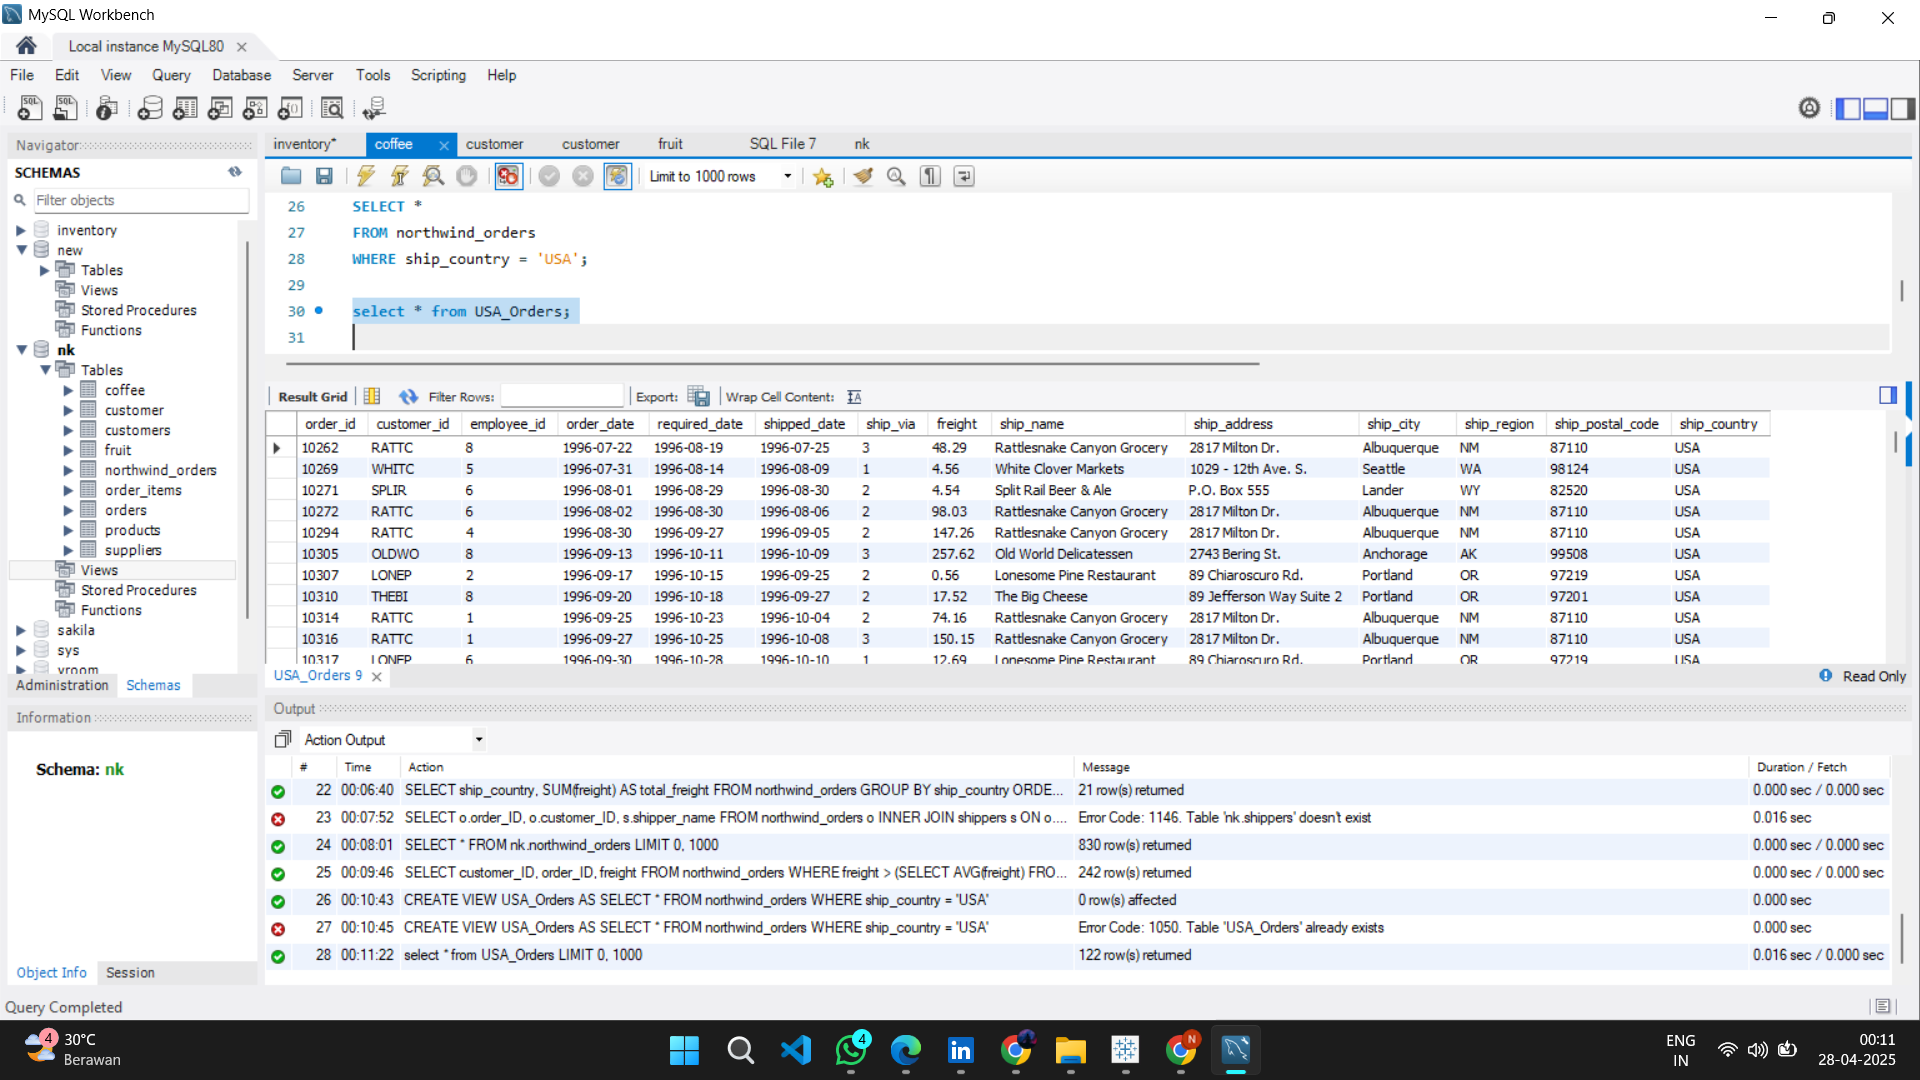 MySQL Workbench
Local instance MySQL80
File Edit View Query Database Server Tools Scripting Help
Navigator
SCHEMAS
Filter objects
inventory
new
Tables
Views
Stored Procedures
Functions
nk
Tables
coffee
customer
customers
fruit
northwind_orders
order_items
orders
products
suppliers
Views
Stored Procedures
Functions
sakila
sys
vroom
Administration Schemas
Information
Schema: nk
Object Info Session
Query Completed
inventory* coffee customer customer fruit SQL File 7 nk
Limit to 1000 rows
26 SELECT *
27 FROM northwind_orders
28 WHERE ship_country = 'USA';
29
30 select * from USA_Orders;
31
Result Grid Filter Rows: Export: Wrap Cell Content:
order_id customer_id employee_id order_date required_date shipped_date ship_via freight ship_name ship_address ship_city ship_region ship_postal_code ship_country
10262 RATTC 8 1996-07-22 1996-08-19 1996-07-25 3 48.29 Rattlesnake Canyon Grocery 2817 Milton Dr. Albuquerque NM 87110 USA
10269 WHITC 5 1996-07-31 1996-08-14 1996-08-09 1 4.56 White Clover Markets 1029 - 12th Ave. S. Seattle WA 98124 USA
10271 SPLIR 6 1996-08-01 1996-08-29 1996-08-30 2 4.54 Split Rail Beer & Ale P.O. Box 555 Lander WY 82520 USA
10272 RATTC 6 1996-08-02 1996-08-30 1996-08-06 2 98.03 Rattlesnake Canyon Grocery 2817 Milton Dr. Albuquerque NM 87110 USA
10294 RATTC 4 1996-08-30 1996-09-27 1996-09-05 2 147.26 Rattlesnake Canyon Grocery 2817 Milton Dr. Albuquerque NM 87110 USA
10305 OLDWO 8 1996-09-13 1996-10-11 1996-10-09 3 257.62 Old World Delicatessen 2743 Bering St. Anchorage AK 99508 USA
10307 LONEP 2 1996-09-17 1996-10-15 1996-09-25 2 0.56 Lonesome Pine Restaurant 89 Chiaroscuro Rd. Portland OR 97219 USA
10310 THEBI 8 1996-09-20 1996-10-18 1996-09-27 2 17.52 The Big Cheese 89 Jefferson Way Suite 2 Portland OR 97201 USA
10314 RATTC 1 1996-09-25 1996-10-23 1996-10-04 2 74.16 Rattlesnake Canyon Grocery 2817 Milton Dr. Albuquerque NM 87110 USA
10316 RATTC 1 1996-09-27 1996-10-25 1996-10-08 3 150.15 Rattlesnake Canyon Grocery 2817 Milton Dr. Albuquerque NM 87110 USA
10317 LONEP 6 1996-09-30 1996-10-28 1996-10-10 1 12.69 Lonesome Pine Restaurant 89 Chiaroscuro Rd. Portland OR 97219 USA
USA_Orders 9 Read Only
Output
Action Output
# Time Action Message Duration / Fetch
22 00:06:40 SELECT ship_country, SUM(freight) AS total_freight FROM northwind_orders GROUP BY ship_country ORDE... 21 row(s) returned 0.000 sec / 0.000 sec
23 00:07:52 SELECT o.order_ID, o.customer_ID, s.shipper_name FROM northwind_orders o INNER JOIN shippers s ON o.... Error Code: 1146. Table 'nk.shippers' doesn't exist 0.016 sec
24 00:08:01 SELECT * FROM nk.northwind_orders LIMIT 0, 1000 830 row(s) returned 0.000 sec / 0.000 sec
25 00:09:46 SELECT customer_ID, order_ID, freight FROM northwind_orders WHERE freight > (SELECT AVG(freight) FRO... 242 row(s) returned 0.000 sec / 0.000 sec
26 00:10:43 CREATE VIEW USA_Orders AS SELECT * FROM northwind_orders WHERE ship_country = 'USA' 0 row(s) affected 0.000 sec
27 00:10:45 CREATE VIEW USA_Orders AS SELECT * FROM northwind_orders WHERE ship_country = 'USA' Error Code: 1050. Table 'USA_Orders' already exists 0.000 sec
28 00:11:22 select * from USA_Orders LIMIT 0, 1000 122 row(s) returned 0.016 sec / 0.000 sec
4
30°C
Berawan
4
N
ENG
IN
00:11
28-04-2025